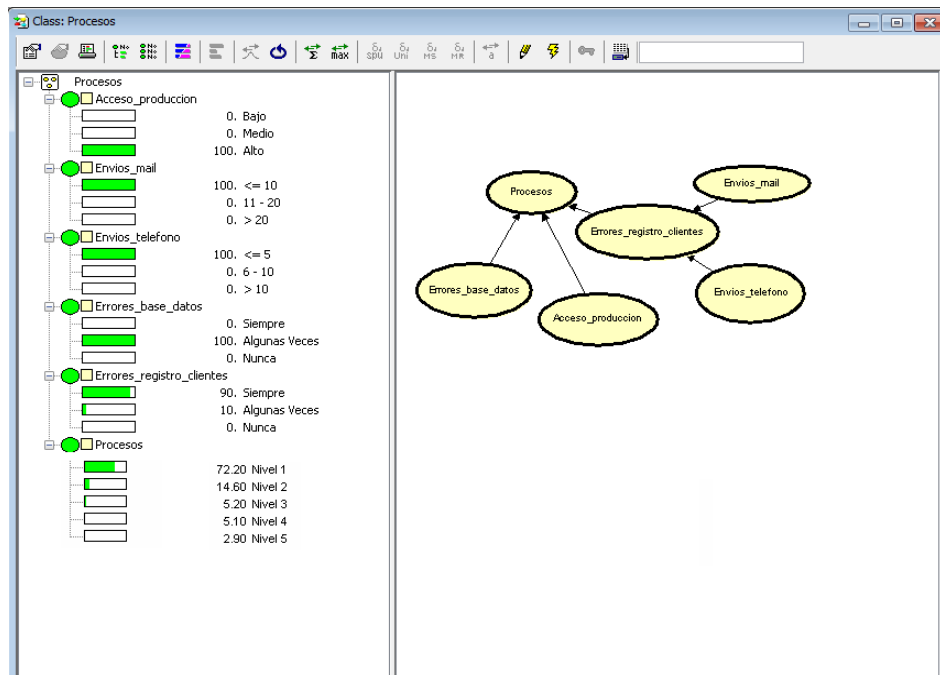 Class: Procesos
Procesos
Acceso_produccion
0. Bajo
0. Medio
100. Alto
Envios_mail
100. <= 10
0. 11 - 20
0. > 20
Envios_telefono
100. <= 5
0. 6 - 10
0. > 10
Errores_base_datos
0. Siempre
100. Algunas Veces
0. Nunca
Errores_registro_clientes
90. Siempre
10. Algunas Veces
0. Nunca
Procesos
72.20 Nivel 1
14.60 Nivel 2
5.20 Nivel 3
5.10 Nivel 4
2.90 Nivel 5
Procesos
Envios_mail
Errores_registro_clientes
Errores_base_datos
Envios_telefono
Acceso_produccion